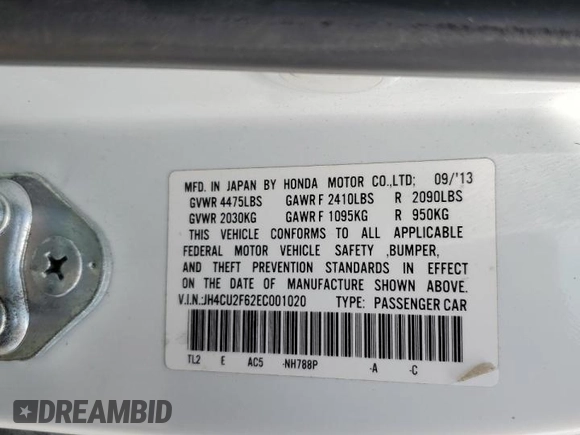 MFD. IN JAPAN BY HONDA MOTOR CO.,LTD; 09/'13
GVWR 4475LBS GAWR F 2410LBS R 2090LBS
GVWR 2030KG GAWR F 1095KG R 950KG
THIS VEHICLE CONFORMS TO ALL APPLICABLE
FEDERAL MOTOR VEHICLE SAFETY ,BUMPER,
AND THEFT PREVENTION STANDARDS IN EFFECT
ON THE DATE OF MANUFACTURE SHOWN ABOVE.
V.I.N.:JH4CU2F62EC001020 TYPE: PASSENGER CAR
TL2 E AC5 -NH788P -A -C
DREAMBID